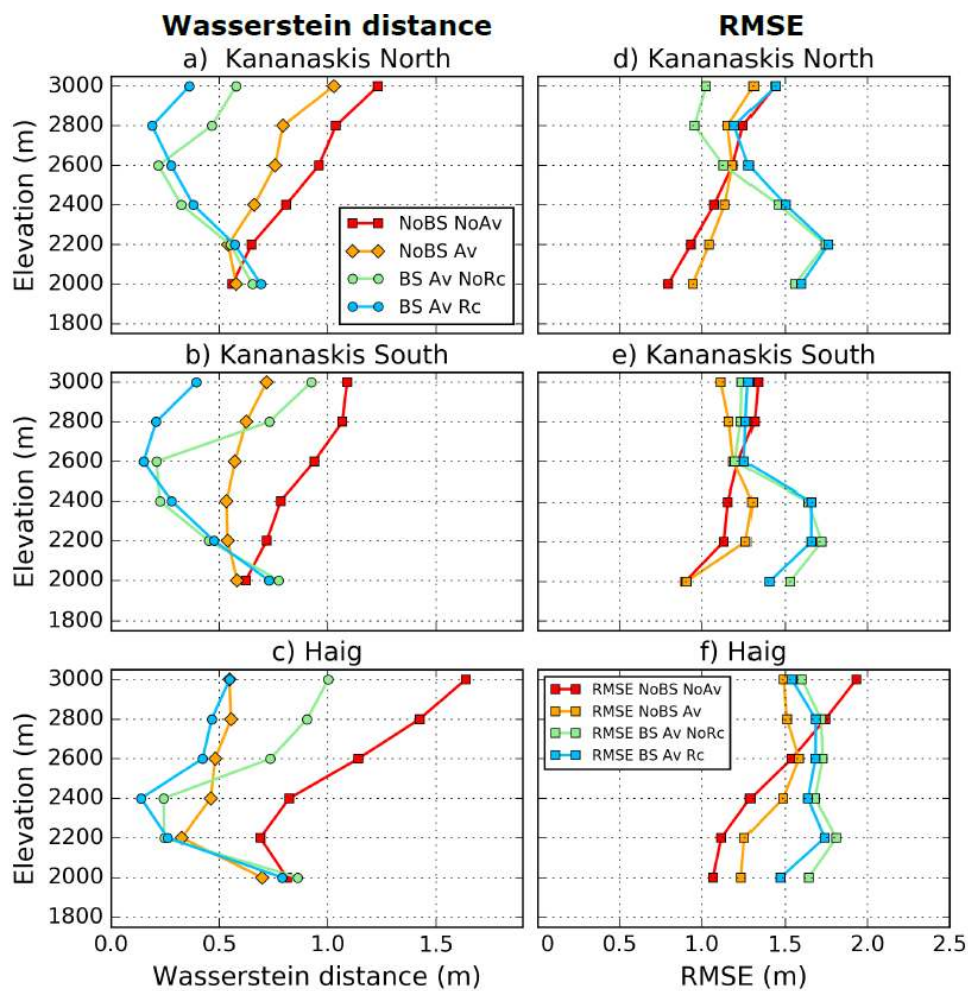 Wasserstein distance
RMSE
a) Kananaskis North
d) Kananaskis North
Elevation (m)
3000
2800
2600
2400
2200
2000
1800
NoBS NoAv
NoBS Av
BS Av NoRc
BS Av Rc
b) Kananaskis South
e) Kananaskis South
Elevation (m)
3000
2800
2600
2400
2200
2000
1800
c) Haig
f) Haig
Elevation (m)
3000
2800
2600
2400
2200
2000
1800
RMSE NoBS NoAv
RMSE NoBS Av
RMSE BS Av NoRc
RMSE BS Av Rc
0.0 0.5 1.0 1.5
0 0.5 1.0 1.5 2.0 2.5
Wasserstein distance (m)
RMSE (m)